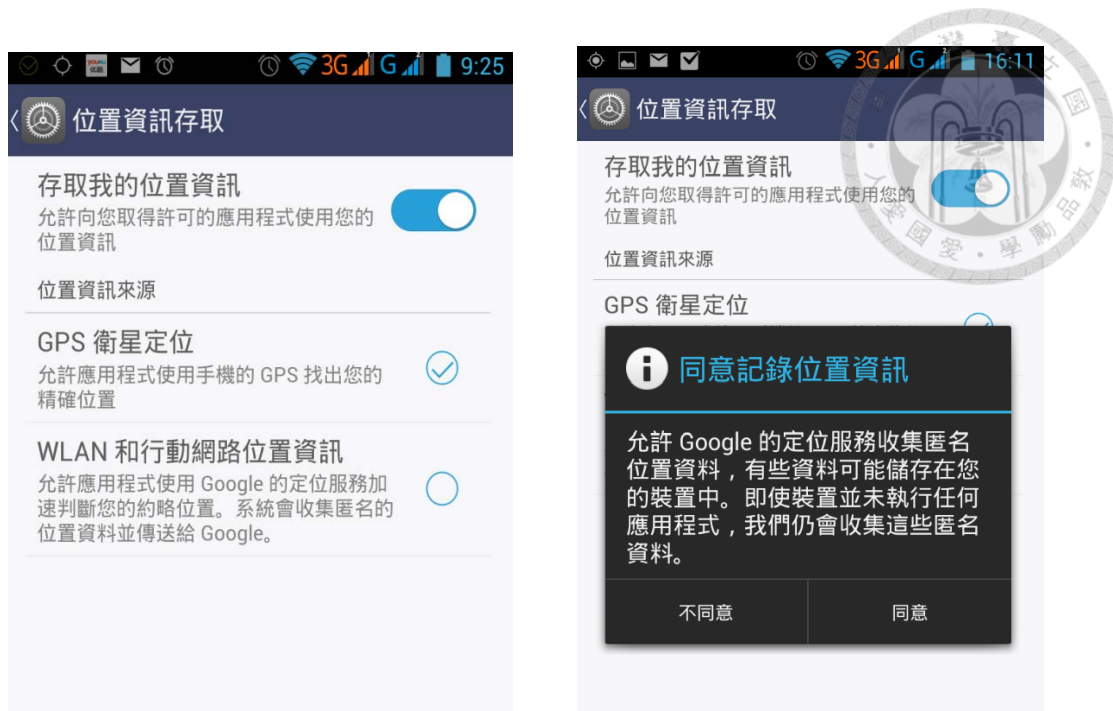 3G 1 G 2 9:25
位置資訊存取
存取我的位置資訊
允許向您取得許可的應用程式使用您的
位置資訊
位置資訊來源
GPS 衛星定位
允許應用程式使用手機的 GPS 找出您的
精確位置
WLAN 和行動網路位置資訊
允許應用程式使用 Google 的定位服務加
速判斷您的約略位置。系統會收集匿名的
位置資料並傳送給 Google。
3G 1 G 2 16:11
位置資訊存取
存取我的位置資訊
允許向您取得許可的應用程式使用您的
位置資訊
位置資訊來源
GPS 衛星定位
同意記錄位置資訊
允許 Google 的定位服務收集匿名
位置資料，有些資料可能儲存在您
的裝置中。即使裝置並未執行任何
應用程式，我們仍會收集這些匿名
資料。
不同意
同意